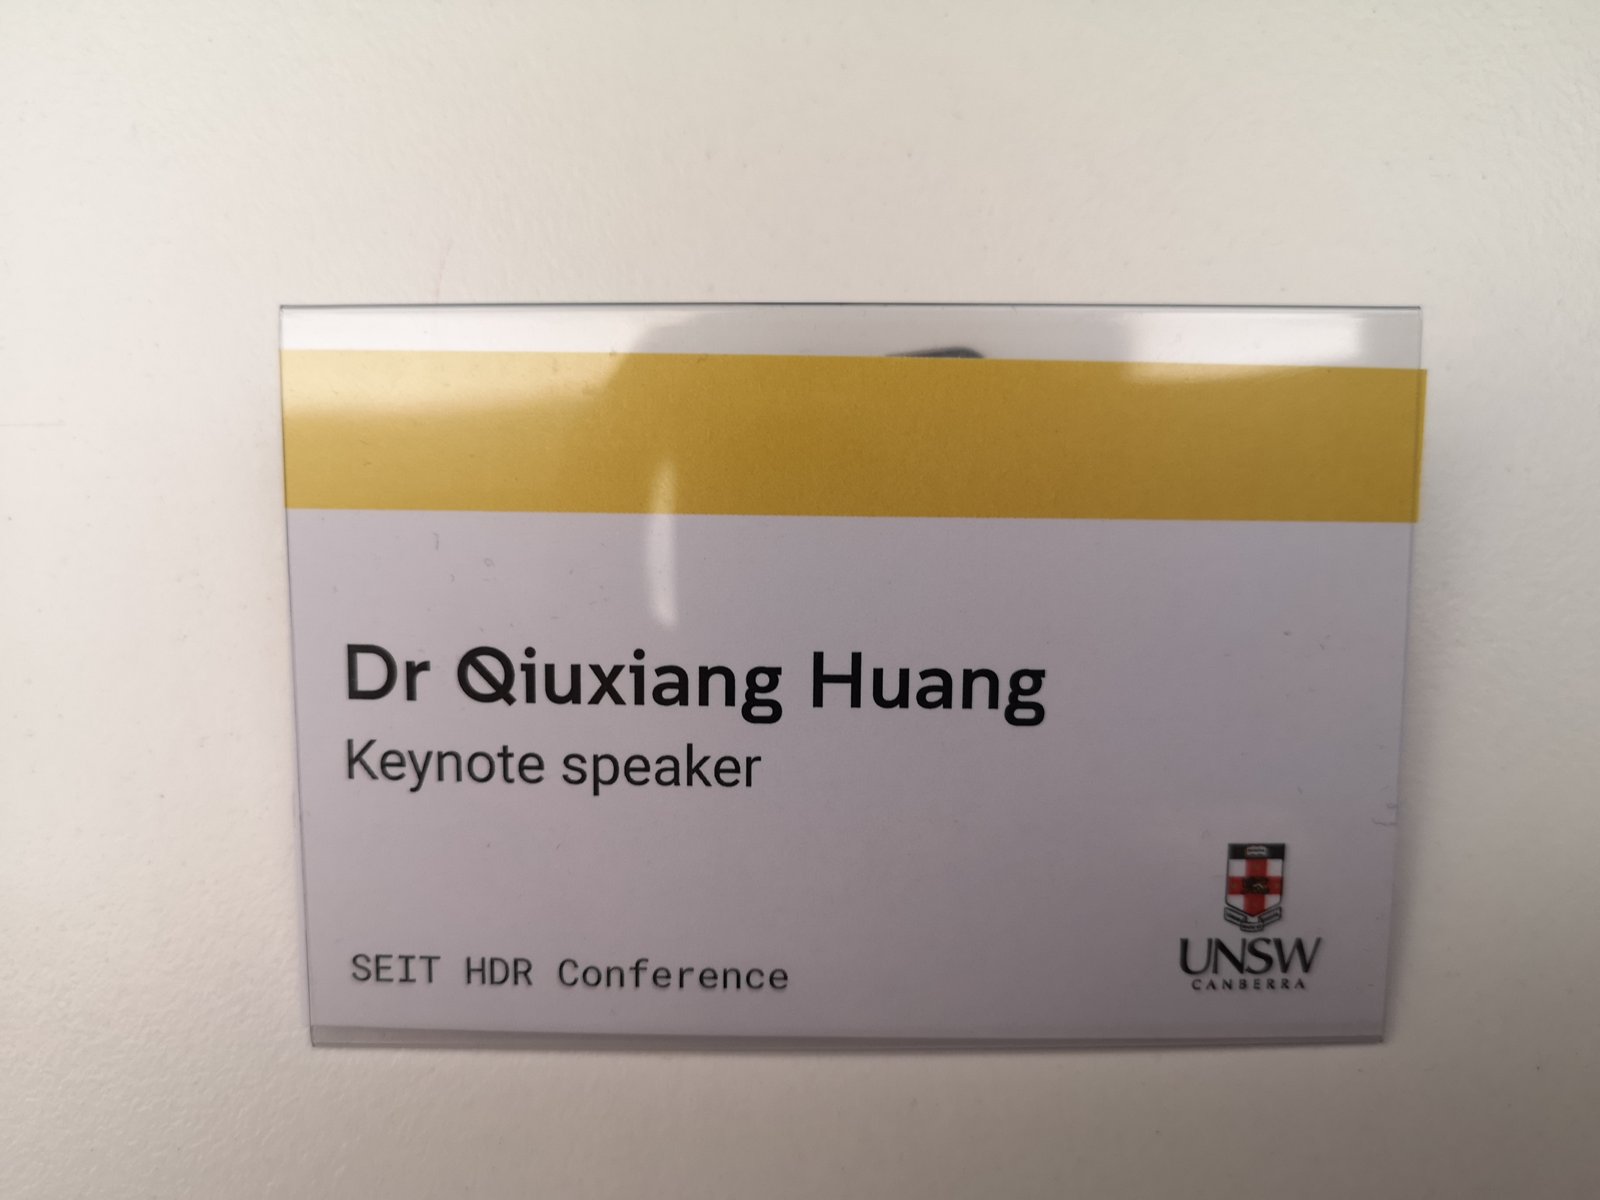 Dr Qiuxiang Huang
Keynote speaker
SEIT HDR Conference
UNSW
CANBERRA